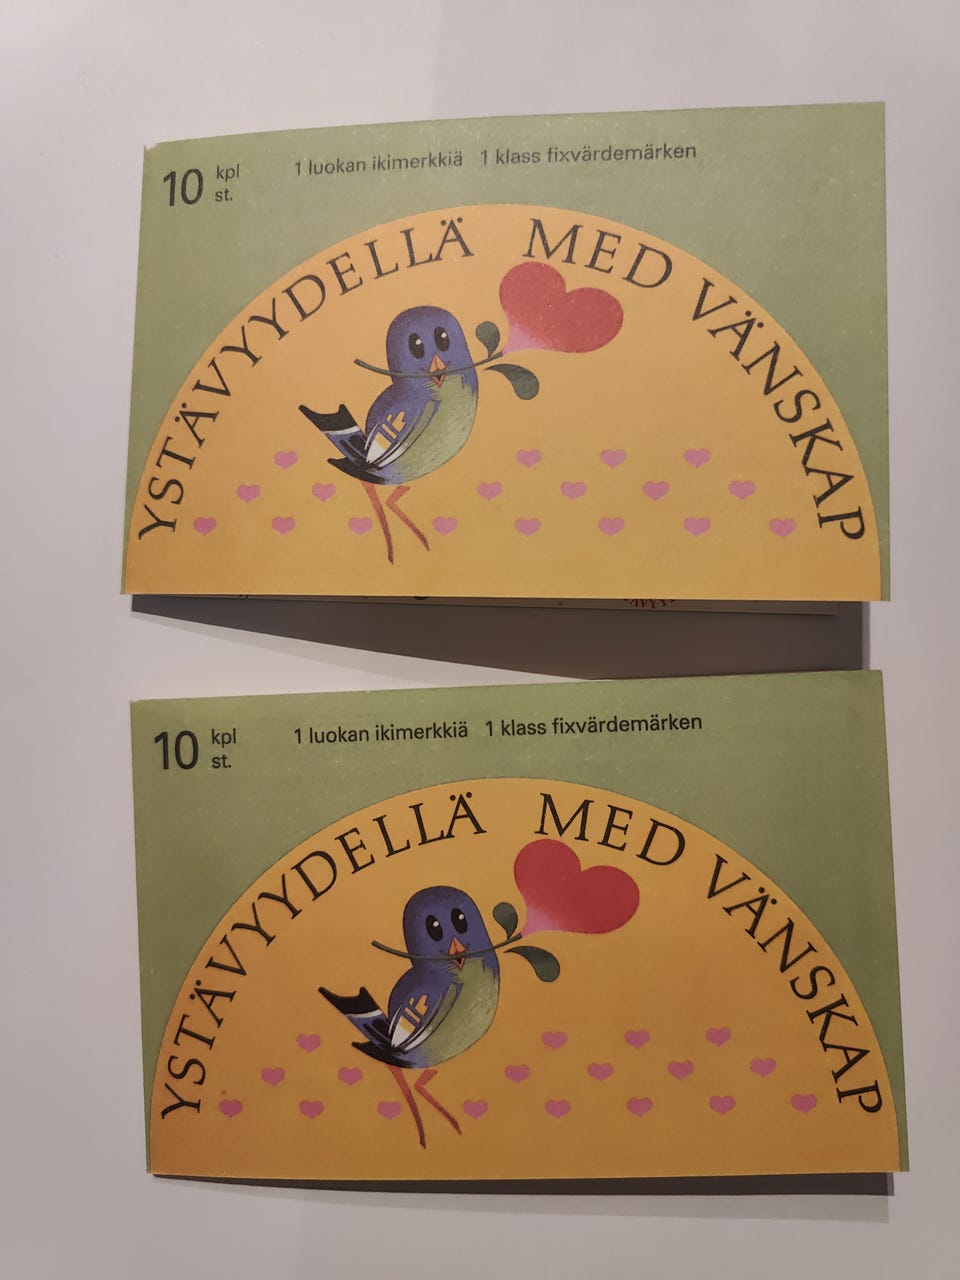 10 kpl st.
1 luokan ikimerkkiä 1 klass fixvärdemärken
YSTÄVYYDELLÄ MED VÄNSKAP
10 kpl st.
1 luokan ikimerkkiä 1 klass fixvärdemärken
YSTÄVYYDELLÄ MED VÄNSKAP